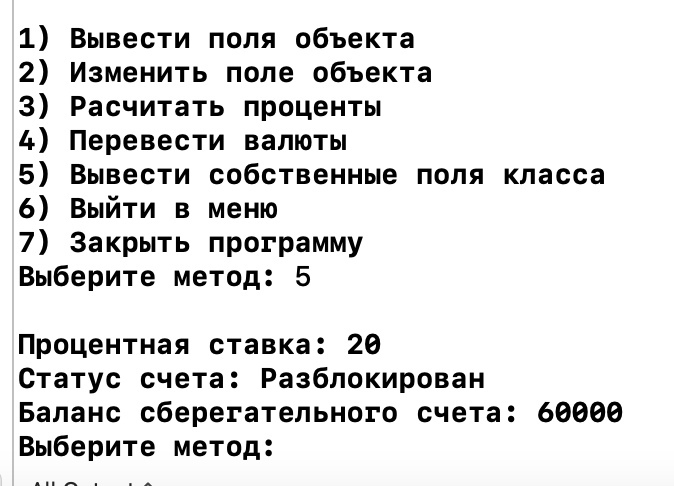 1) Вывести поля объекта
2) Изменить поле объекта
3) Расчитать проценты
4) Перевести валюты
5) Вывести собственные поля класса
6) Выйти в меню
7) Закрыть программу
Выберите метод: 5
Процентная ставка: 20
Статус счета: Разблокирован
Баланс сберегательного счета: 60000
Выберите метод: